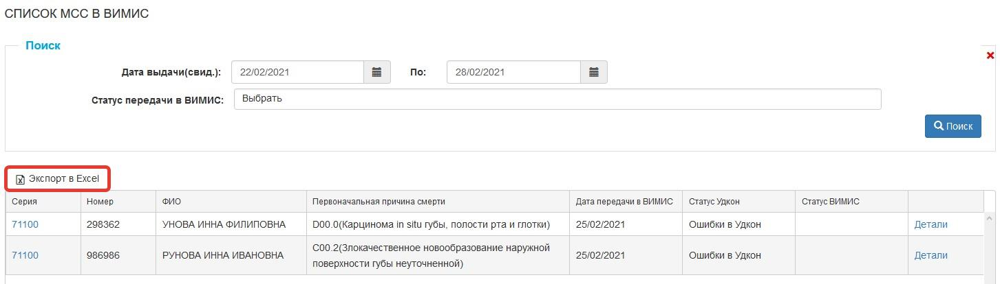 СПИСОК МСС В ВИМИС
Поиск
Дата выдачи(свид.): 22/02/2021 По: 28/02/2021
Статус передачи в ВИМИС: Выбрать
Поиск
Экспорт в Excel
Серия Номер ФИО Первоначальная причина смерти Дата передачи в ВИМИС Статус Удкон Статус ВИМИС
71100 298362 УНОВА ИННА ФИЛИПОВНА D00.0(Карцинома in situ губы, полости рта и глотки) 25/02/2021 Ошибки в Удкон Детали
71100 986986 РУНОВА ИННА ИВАНОВНА C00.2(Злокачественное новообразование наружной 25/02/2021 Ошибки в Удкон Детали
поверхности губы неуточненной)